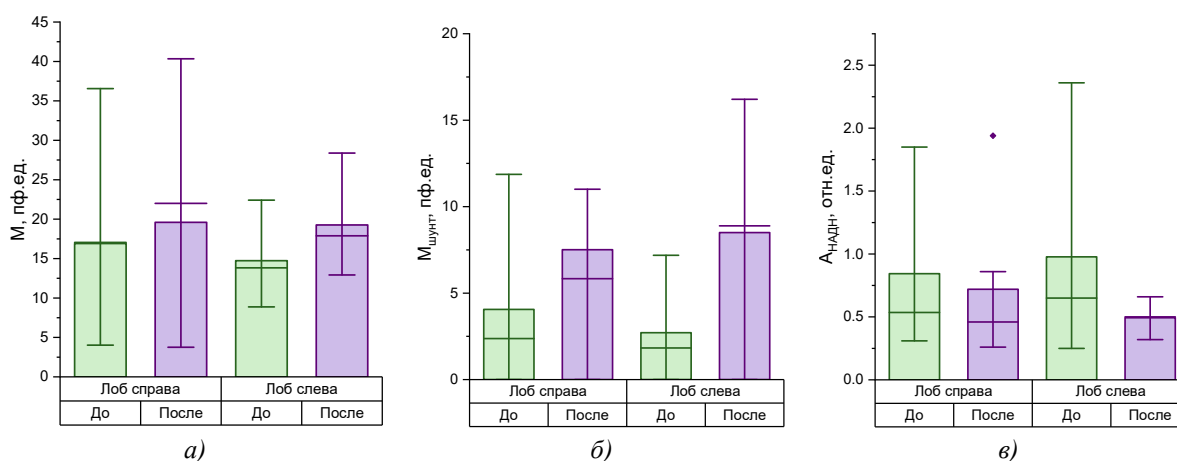 45
40
35
30
25
20
15
10
5
0
М, пф.ед.
Лоб справа Лоб слева
До После До После
а)
20
15
10
5
0
Мшунт, пф.ед.
Лоб справа Лоб слева
До После До После
б)
2.5
2.0
1.5
1.0
0.5
0.0
АНАДН, отн.ед.
Лоб справа Лоб слева
До После До После
в)